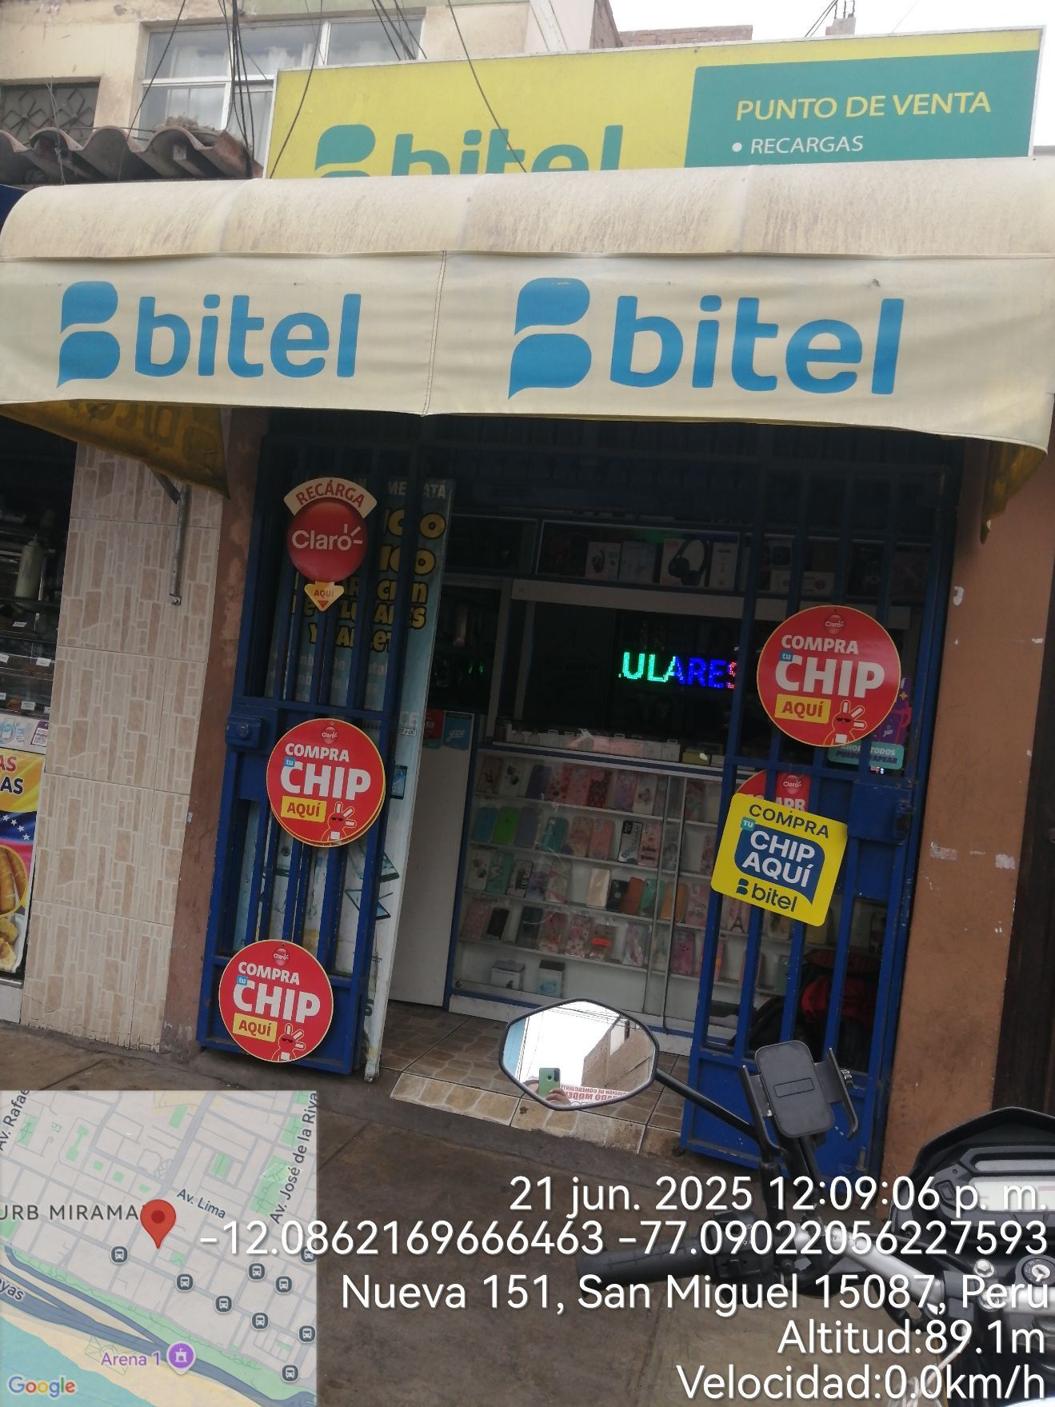 bitel
PUNTO DE VENTA
• RECARGAS
bitel
bitel
RECARGA
Claro
AQUÍ
ULARES
Claro
COMPRA
tu
CHIP
AQUÍ
Claro
COMPRA
tu
CHIP
AQUÍ
COMPRA
TU
CHIP
AQUÍ
bitel
Claro
COMPRA
tu
CHIP
AQUÍ
Av. Lima
Av. José de la Riva
URB MIRAMA
Arena 1
Google
21 jun. 2025 12:09:06 p. m.
-12.0862169666463 -77.09022056227593
Nueva 151, San Miguel 15087, Perú
Altitud:89.1m
Velocidad:0.0km/h